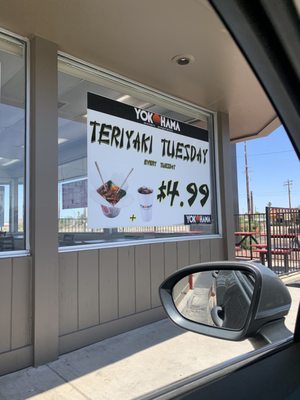 YOKOHAMA
TERIYAKI TUESDAY
EVERY TUESDAY
$4.99
+
YOKOHAMA